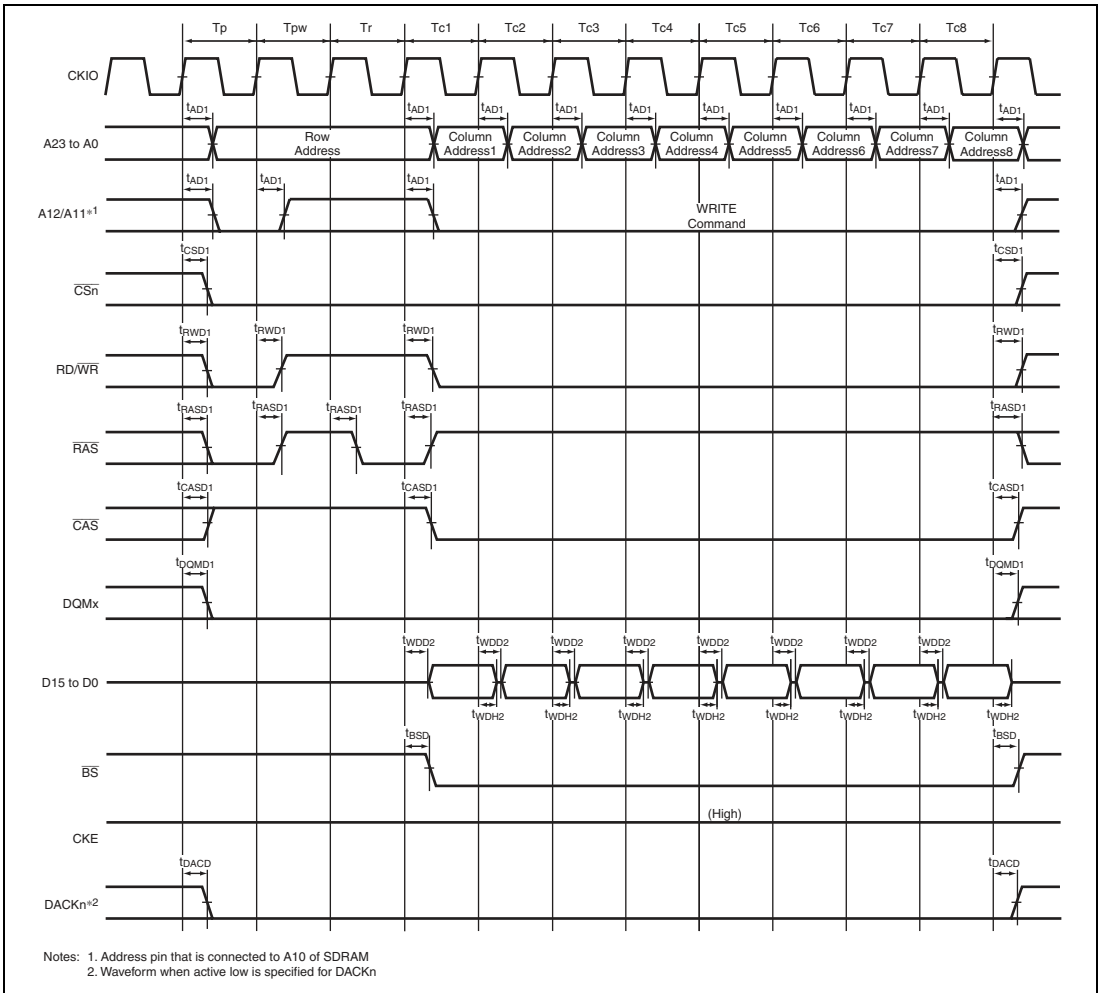 Tp Tpw Tr Tc1 Tc2 Tc3 Tc4 Tc5 Tc6 Tc7 Tc8
CKIO
tAD1 tAD1 tAD1 tAD1 tAD1 tAD1 tAD1 tAD1 tAD1 tAD1
A23 to A0
Row Address
Column Address1
Column Address2
Column Address3
Column Address4
Column Address5
Column Address6
Column Address7
Column Address8
tAD1 tAD1 tAD1 tAD1
A12/A11*1
WRITE
Command
tCSD1 tCSD1
CSn
tRWD1 tRWD1 tRWD1 tRWD1
RD/WR
tRASD1 tRASD1 tRASD1 tRASD1 tRASD1
RAS
tCASD1 tCASD1 tCASD1
CAS
tDQMD1 tDQMD1
DQMx
tWDD2 tWDD2 tWDD2 tWDD2 tWDD2 tWDD2 tWDD2 tWDD2
D15 to D0
tWDH2 tWDH2 tWDH2 tWDH2 tWDH2 tWDH2 tWDH2 tWDH2
tBSD tBSD
BS
(High)
CKE
tDACD tDACD
DACKn*2
Notes: 1. Address pin that is connected to A10 of SDRAM
2. Waveform when active low is specified for DACKn